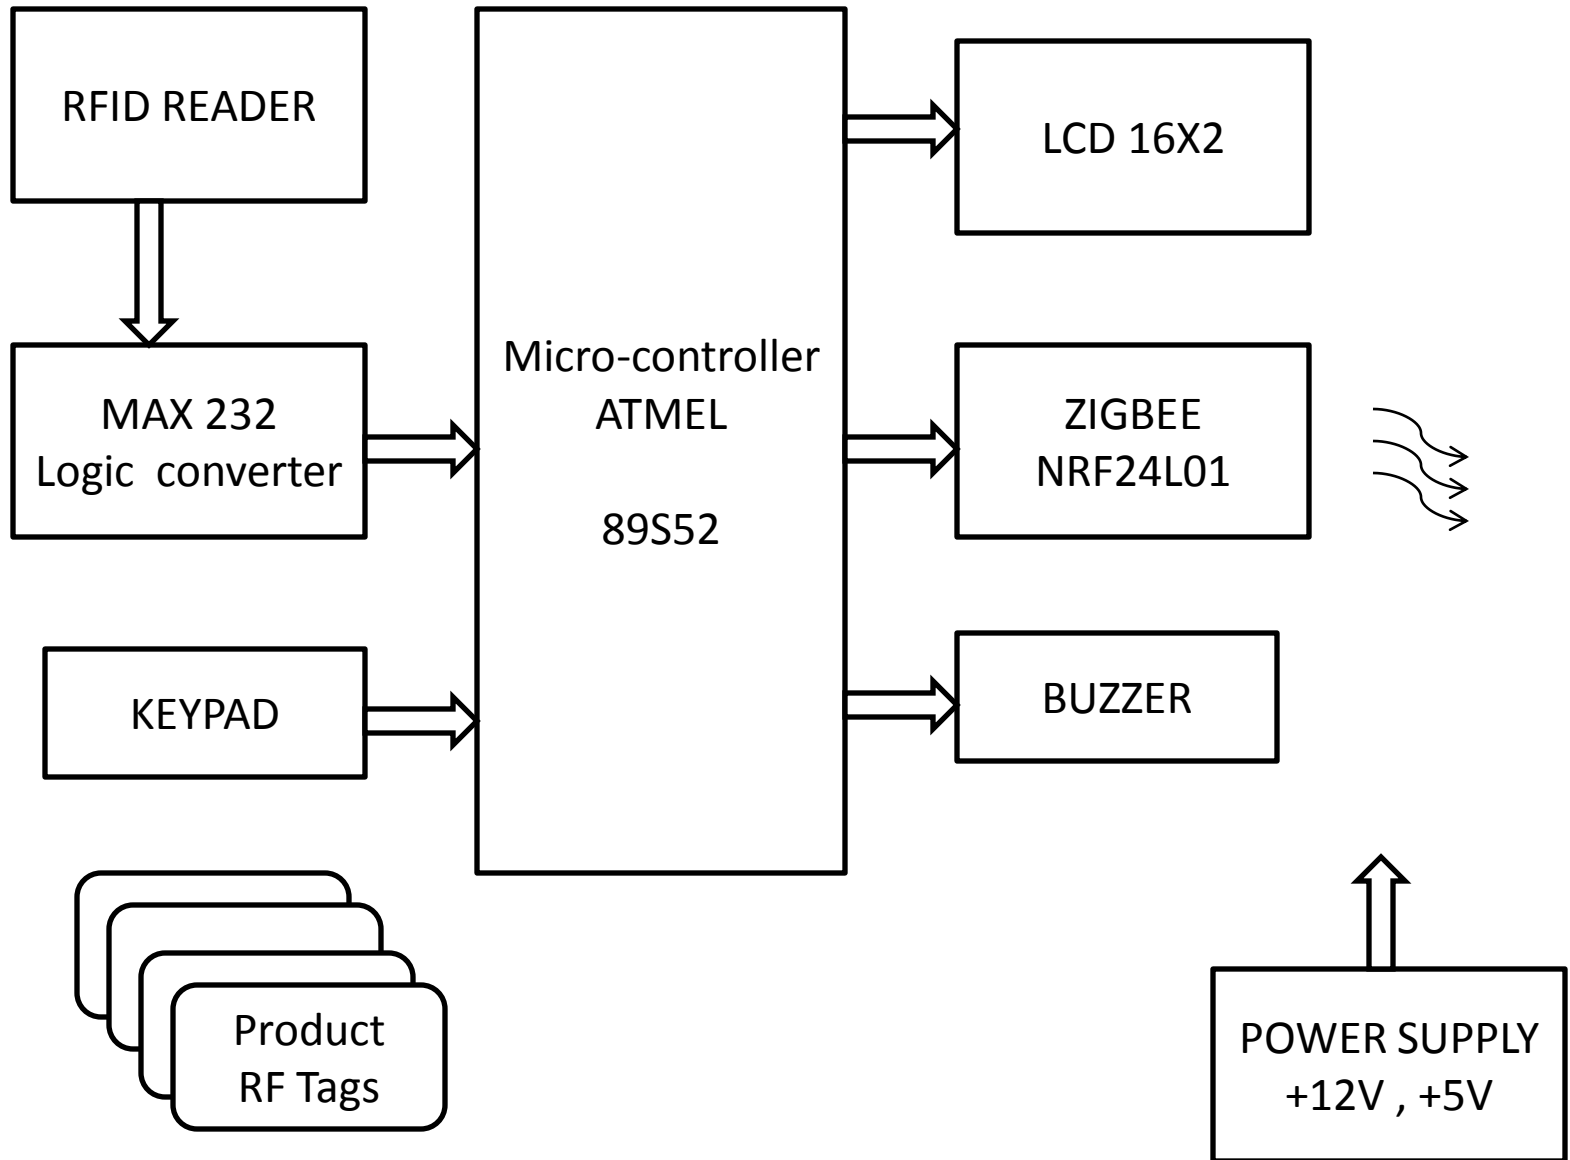 RFID READER
MAX 232
Logic  converter
KEYPAD
Product
RF Tags
Micro-controller
ATMEL
89S52
LCD 16X2
ZIGBEE
NRF24L01
BUZZER
POWER SUPPLY
+12V , +5V